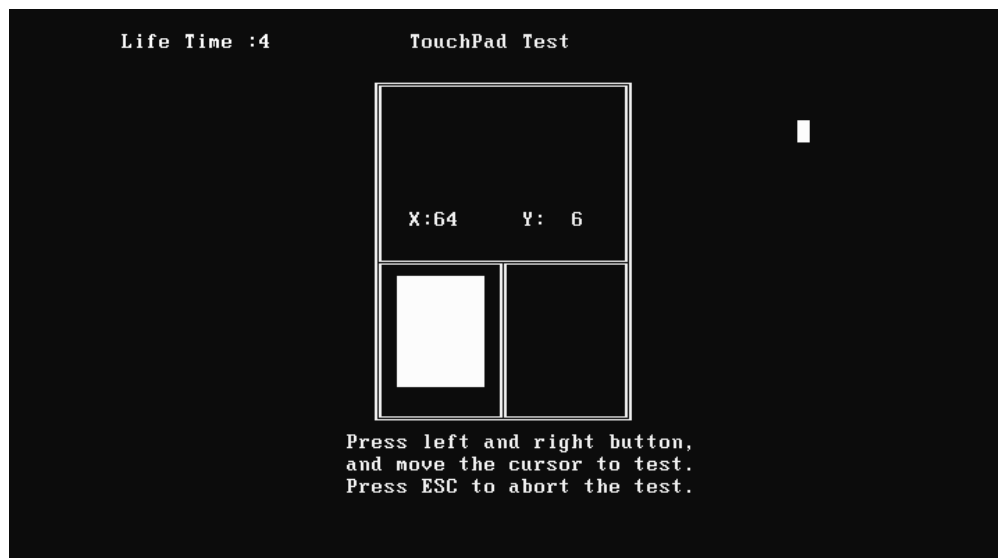 Life Time :4 TouchPad Test
X:64 Y: 6
Press left and right button,
and move the cursor to test.
Press ESC to abort the test.